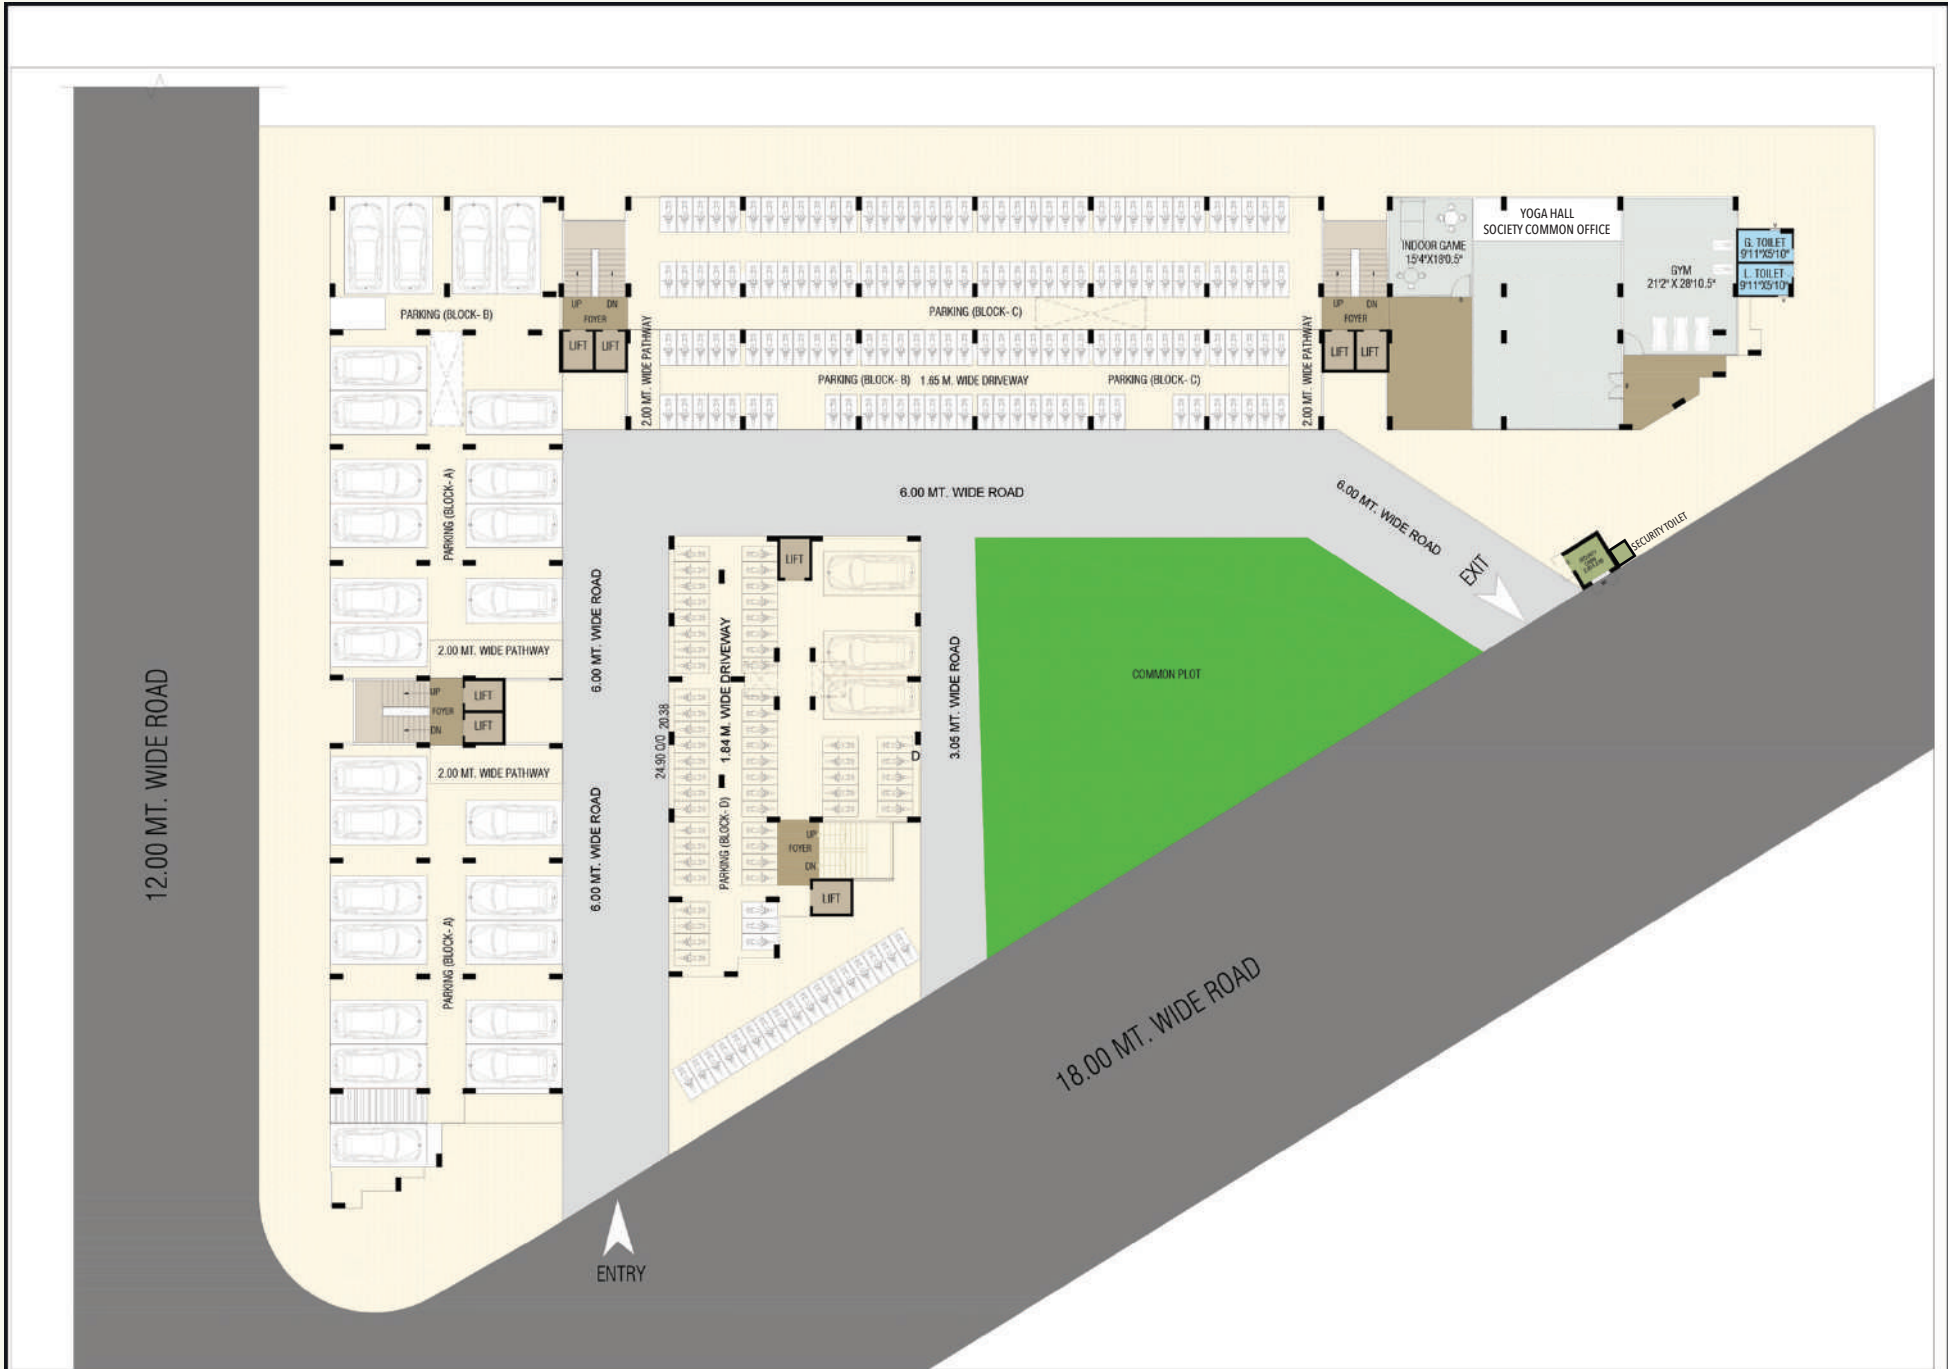 YOGA HALL
SOCIETY COMMON OFFICE
INDOOR GAME
15'4"X18'0.5"
G. TOILET
9'11"X5'10"
L. TOILET
9'11"X5'10"
GYM
21'2" X 28'10.5"
UP
DN
FOYER
LIFT
LIFT
UP
DN
FOYER
LIFT
LIFT
PARKING (BLOCK- B)
PARKING (BLOCK- C)
2.00 MT. WIDE PATHWAY
PARKING (BLOCK- B)
1.65 M. WIDE DRIVEWAY
PARKING (BLOCK- C)
2.00 MT. WIDE PATHWAY
PARKING (BLOCK- A)
6.00 MT. WIDE ROAD
6.00 MT. WIDE ROAD
EXIT
SECURITY TOILET
LIFT
6.00 MT. WIDE ROAD
1.84 M. WIDE DRIVEWAY
2.00 MT. WIDE PATHWAY
UP
FOYER
DN
LIFT
LIFT
2.00 MT. WIDE PATHWAY
24.90 O/O 20.38
3.05 MT. WIDE ROAD
D
COMMON PLOT
12.00 MT. WIDE ROAD
6.00 MT. WIDE ROAD
PARKING (BLOCK- D)
UP
FOYER
DN
LIFT
PARKING (BLOCK- A)
18.00 MT. WIDE ROAD
ENTRY